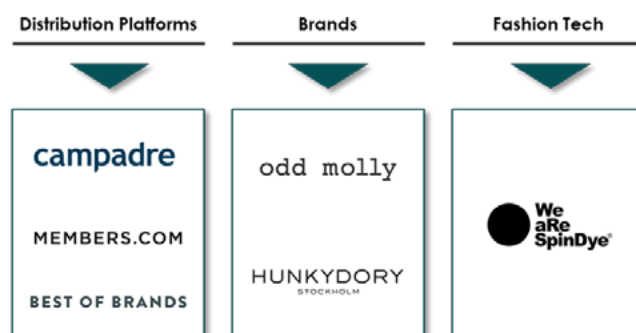 Distribution Platforms
Brands
Fashion Tech
campadre
MEMBERS.COM
BEST OF BRANDS
odd molly
HUNKYDORY
STOCKHOLM
We
aRe
SpinDye®